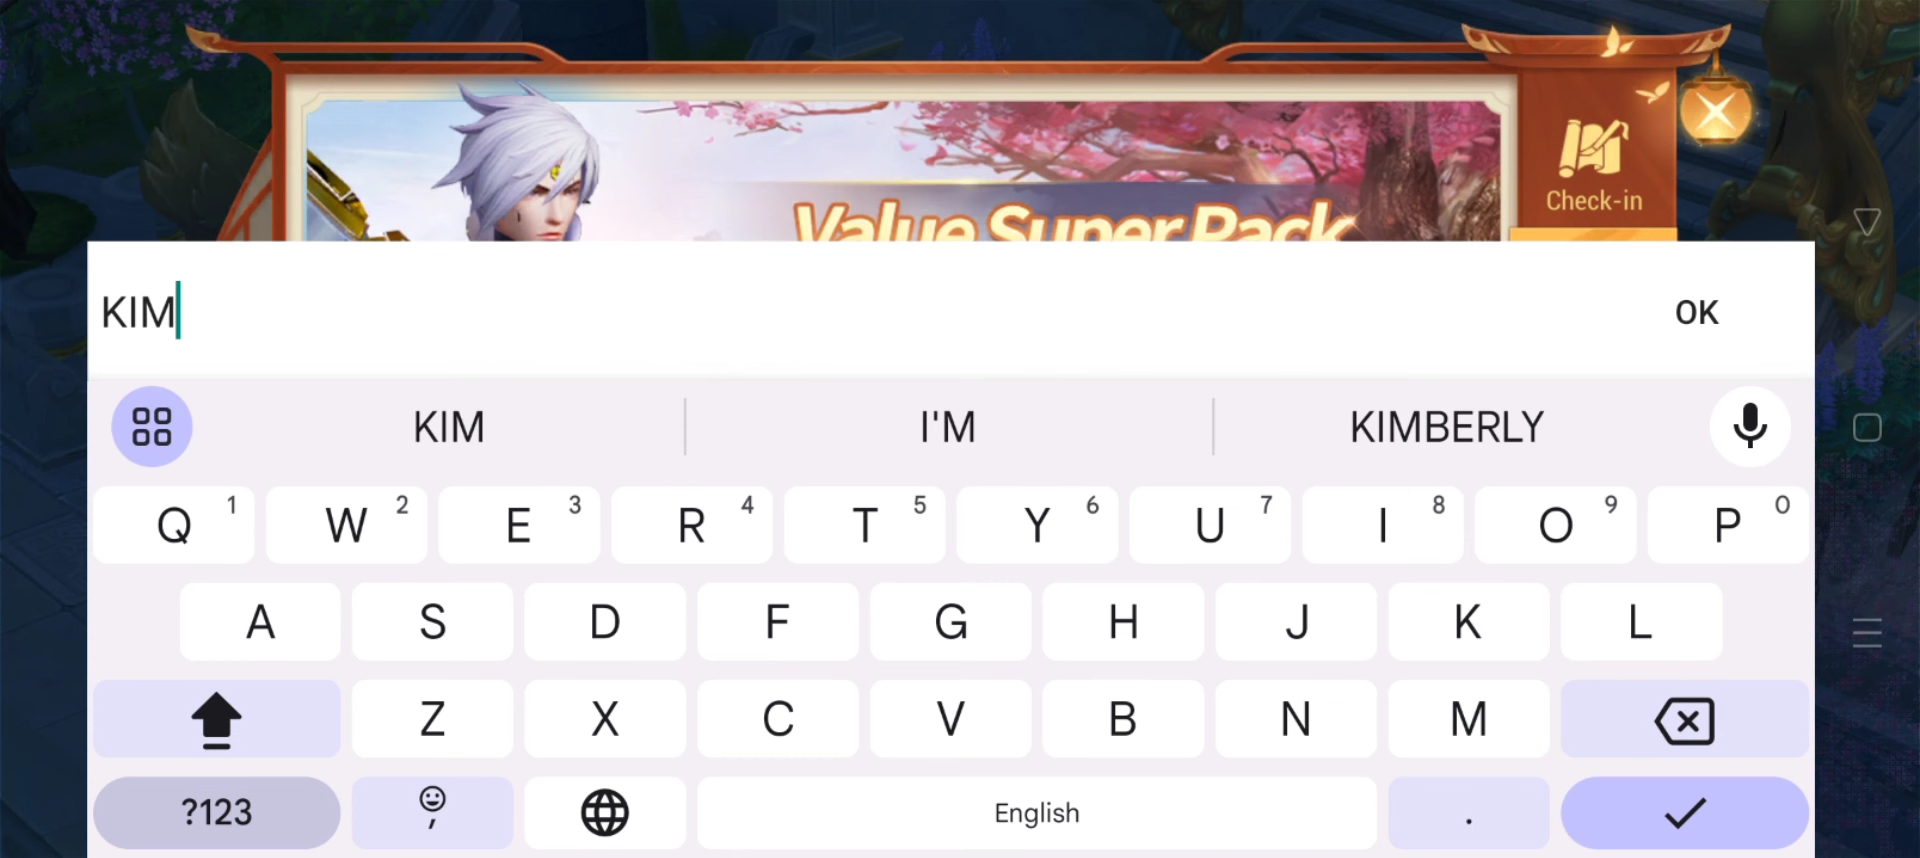 Check-in
Value Super Pack
KIM
OK
KIM
I'M
KIMBERLY
Q 1 W 2 E 3 R 4 T 5 Y 6 U 7 I 8 O 9 P 0
A S D F G H J K L
Z X C V B N M
?123 , English .